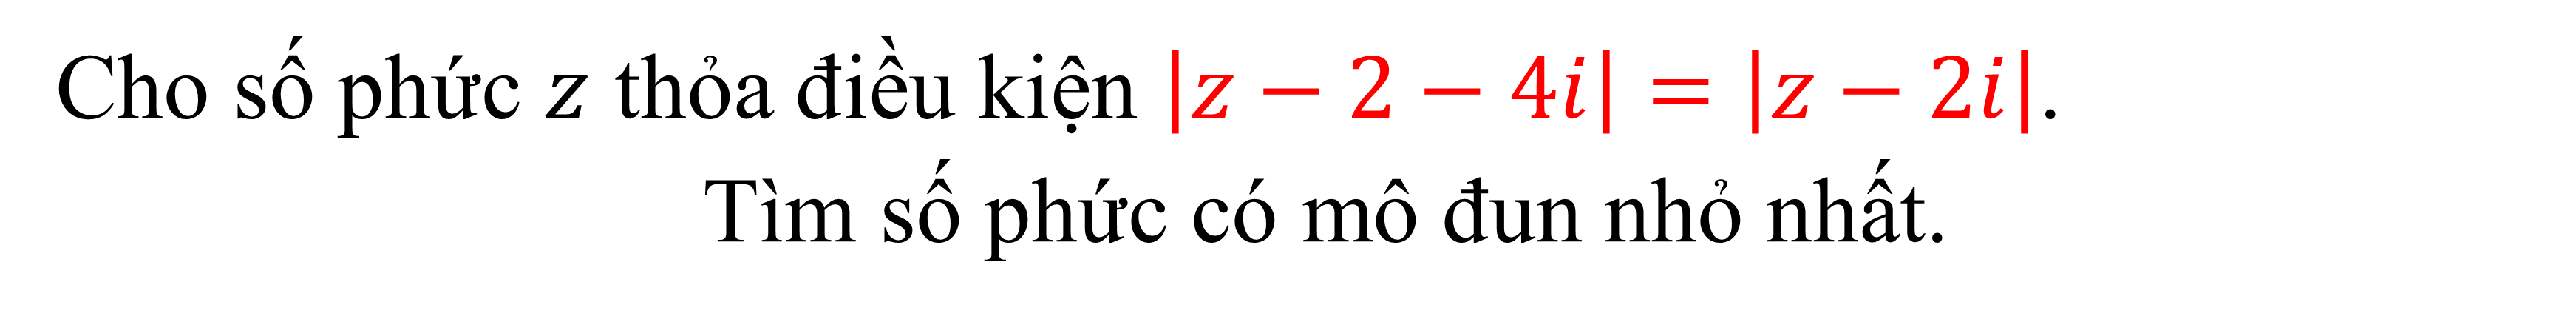 Cho số phức z thỏa điều kiện |z − 2 − 4i| = |z − 2i|.
Tìm số phức có mô đun nhỏ nhất.